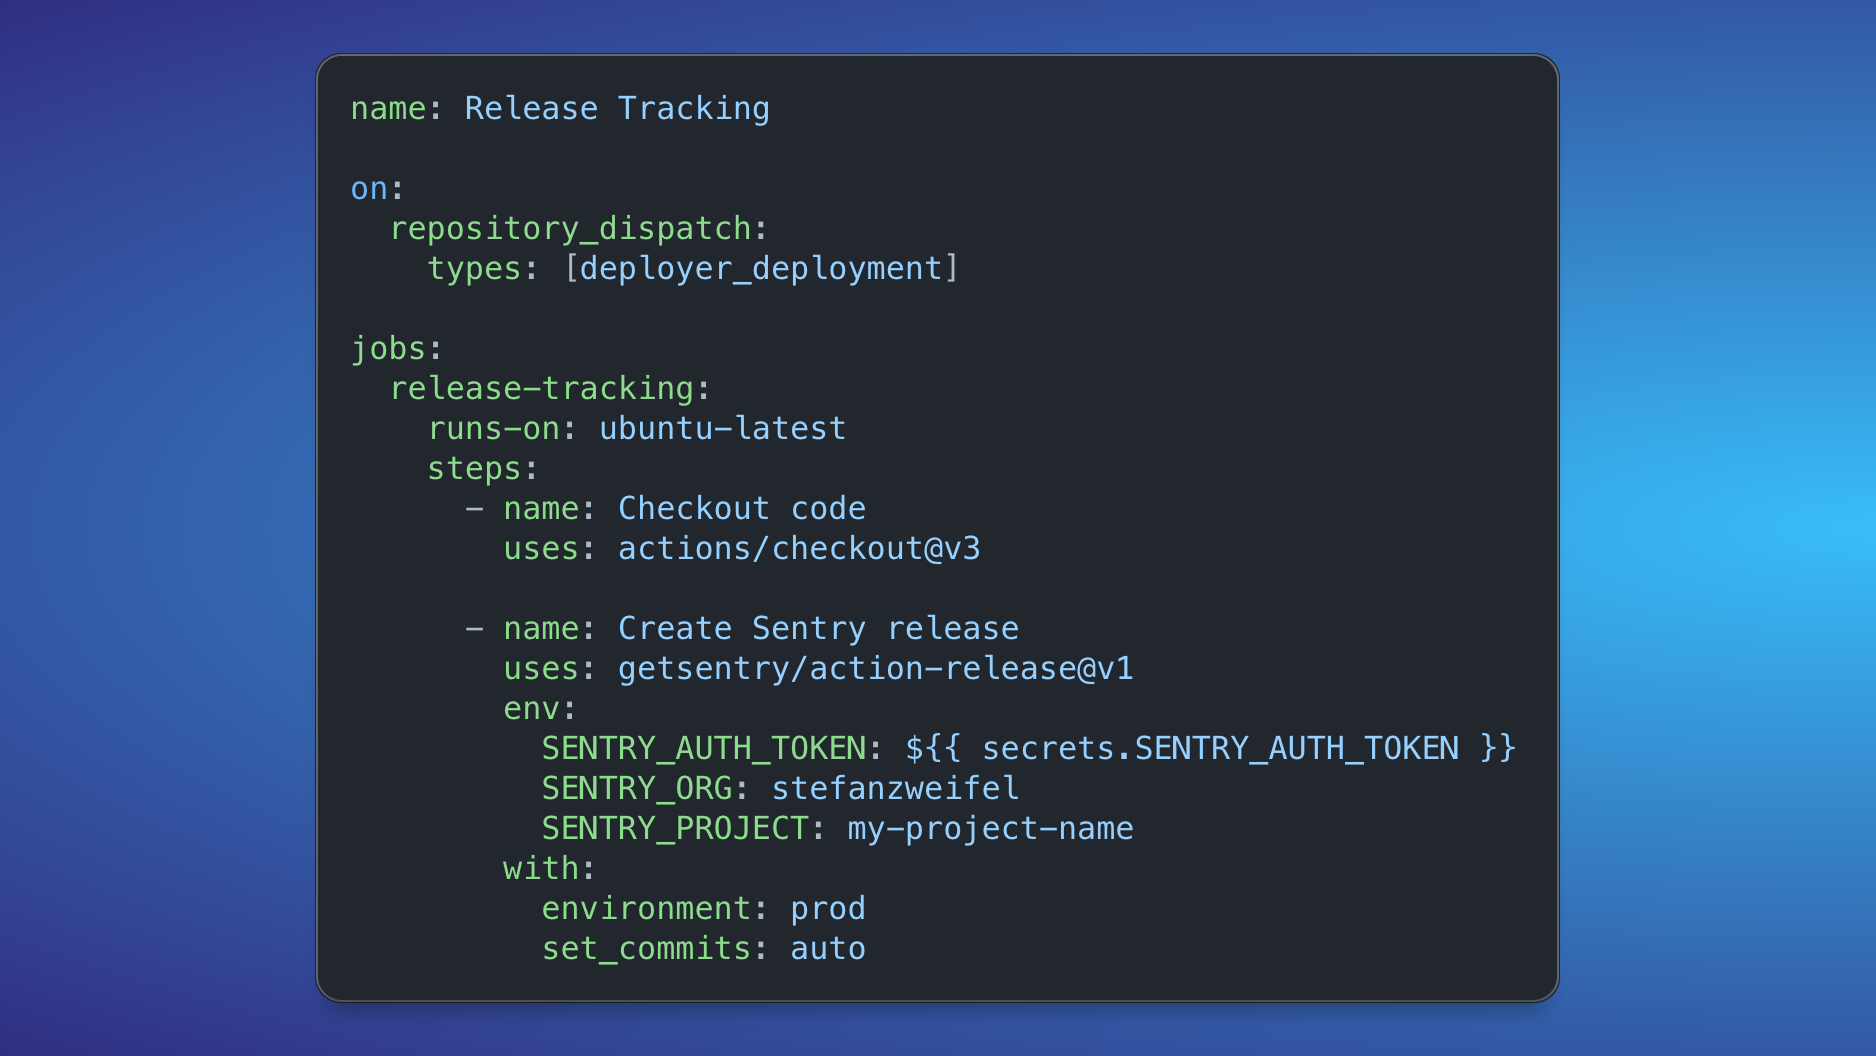 name: Release Tracking

on:
  repository_dispatch:
    types: [deployer_deployment]

jobs:
  release-tracking:
    runs-on: ubuntu-latest
    steps:
      - name: Checkout code
        uses: actions/checkout@v3

      - name: Create Sentry release
        uses: getsentry/action-release@v1
        env:
          SENTRY_AUTH_TOKEN: ${{ secrets.SENTRY_AUTH_TOKEN }}
          SENTRY_ORG: stefanzweifel
          SENTRY_PROJECT: my-project-name
        with:
          environment: prod
          set_commits: auto